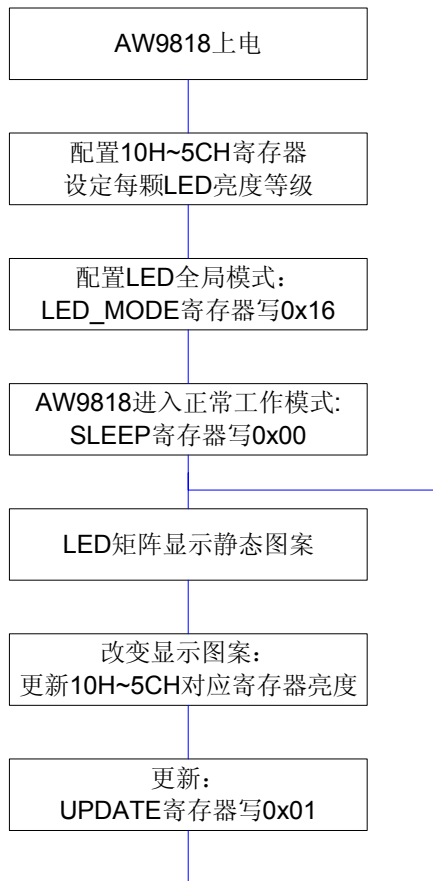 AW9818上电
配置10H~5CH寄存器
设定每颗LED亮度等级
配置LED全局模式：
LED_MODE寄存器写0x16
AW9818进入正常工作模式:
SLEEP寄存器写0x00
LED矩阵显示静态图案
改变显示图案：
更新10H~5CH对应寄存器亮度
更新：
UPDATE寄存器写0x01